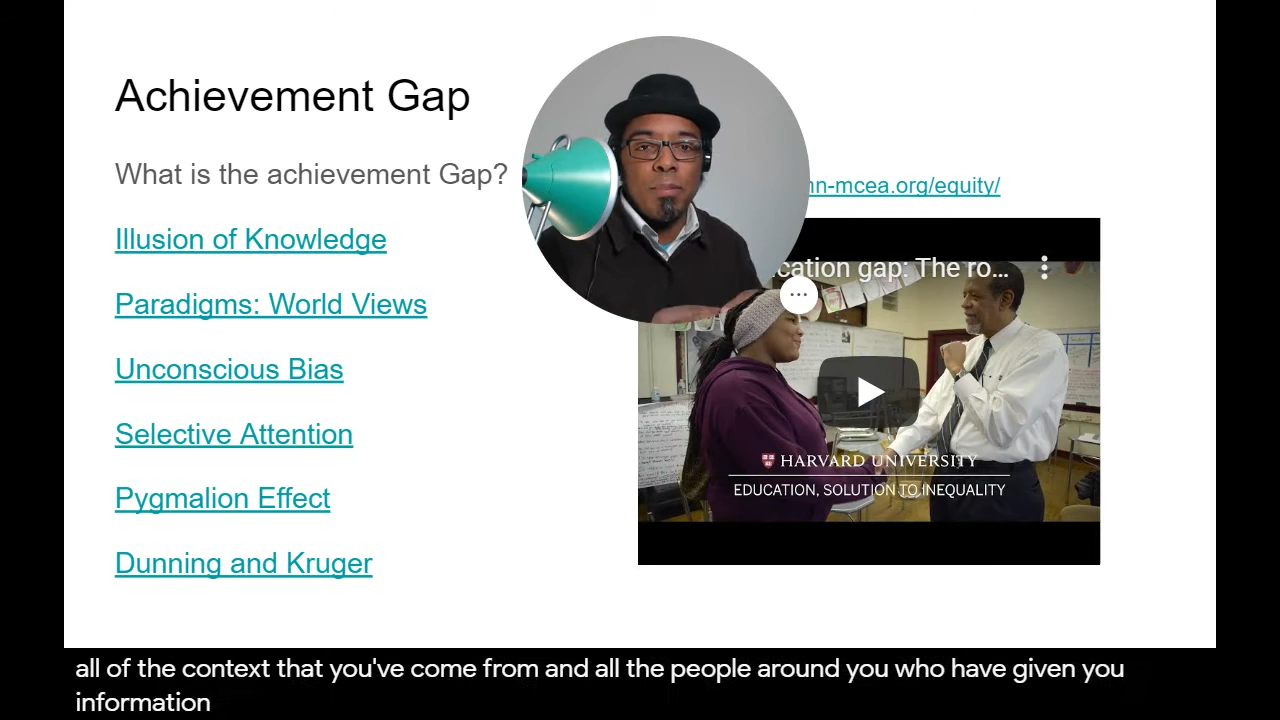 Achievement Gap
What is the achievement Gap?
nn-mcea.org/equity/
Illusion of Knowledge
Paradigms: World Views
Unconscious Bias
Selective Attention
Pygmalion Effect
Dunning and Kruger
cation gap: The ro...
HARVARD UNIVERSITY
EDUCATION, SOLUTION TO INEQUALITY
all of the context that you've come from and all the people around you who have given you
information